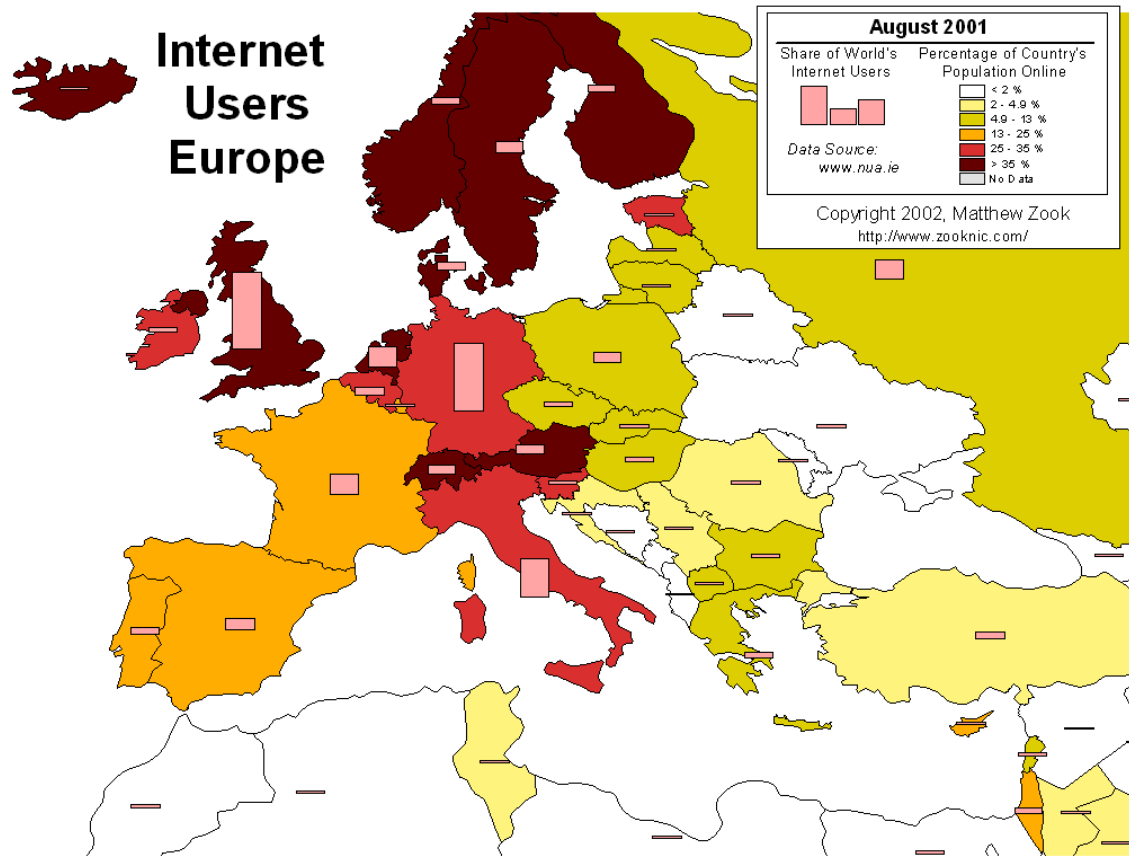 Internet
Users
Europe
August 2001
Share of World's
Internet Users
Percentage of Country's
Population Online
< 2 %
2 - 4.9 %
4.9 - 13 %
13 - 25 %
25 - 35 %
> 35 %
No Data
Data Source:
www.nua.ie
Copyright 2002, Matthew Zook
http://www.zooknic.com/